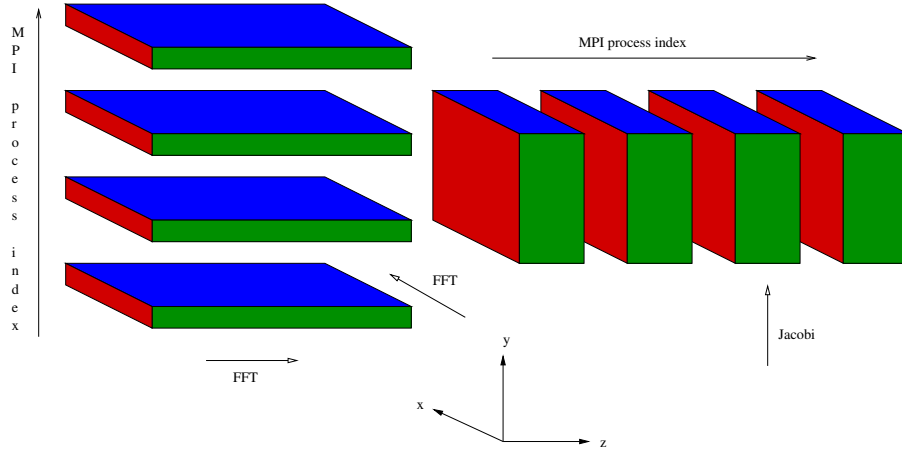 MPI process index
MPI process index
FFT
FFT
Jacobi
y
x
z